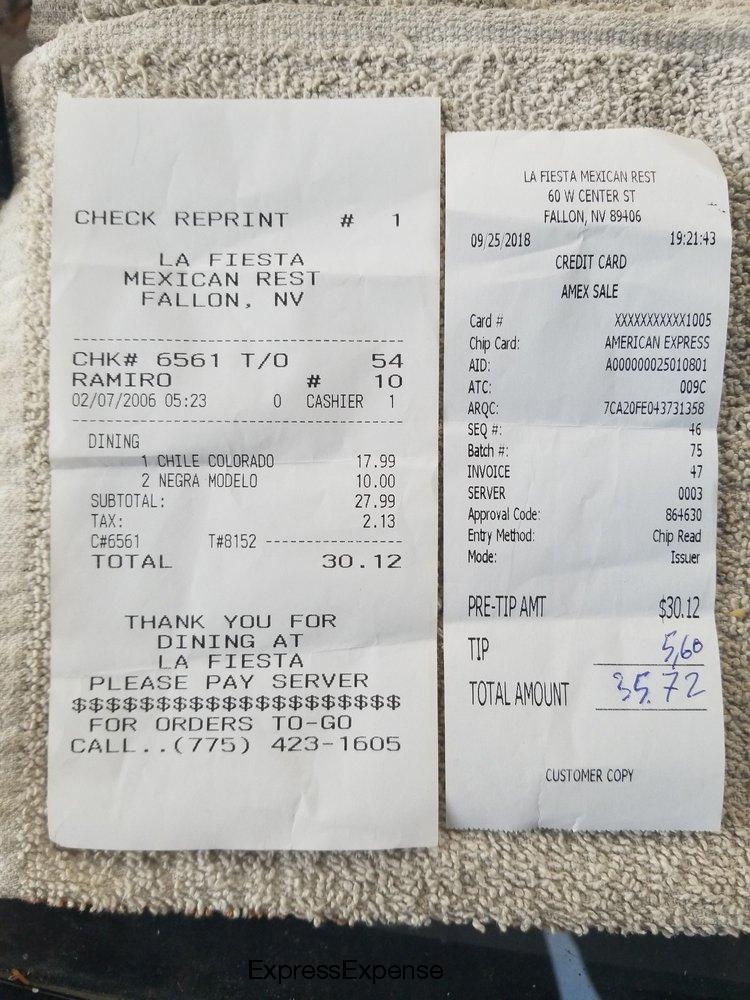 CHECK REPRINT # 1
LA FIESTA
MEXICAN REST
FALLON, NV
CHK# 6561 T/O 54
RAMIRO # 10
02/07/2006 05:23 0 CASHIER 1
DINING
1 CHILE COLORADO 17.99
2 NEGRA MODELO 10.00
SUBTOTAL: 27.99
TAX: 2.13
C#6561 T#8152 --------------
TOTAL 30.12
THANK YOU FOR
DINING AT
LA FIESTA
PLEASE PAY SERVER
$$$$$$$$$$$$$$$$$$$$
FOR ORDERS TO-GO
CALL..(775) 423-1605
LA FIESTA MEXICAN REST
60 W CENTER ST
FALLON, NV 89406
09/25/2018 19:21:43
CREDIT CARD
AMEX SALE
Card # XXXXXXXXXXX1005
Chip Card: AMERICAN EXPRESS
AID: A000000025010801
ATC: 009C
ARQC: 7CA20FE043731358
SEQ #: 46
Batch #: 75
INVOICE 47
SERVER 0003
Approval Code: 864630
Entry Method: Chip Read
Mode: Issuer
PRE-TIP AMT $30.12
TIP 5,60
TOTAL AMOUNT 35.72
CUSTOMER COPY
ExpressExpense